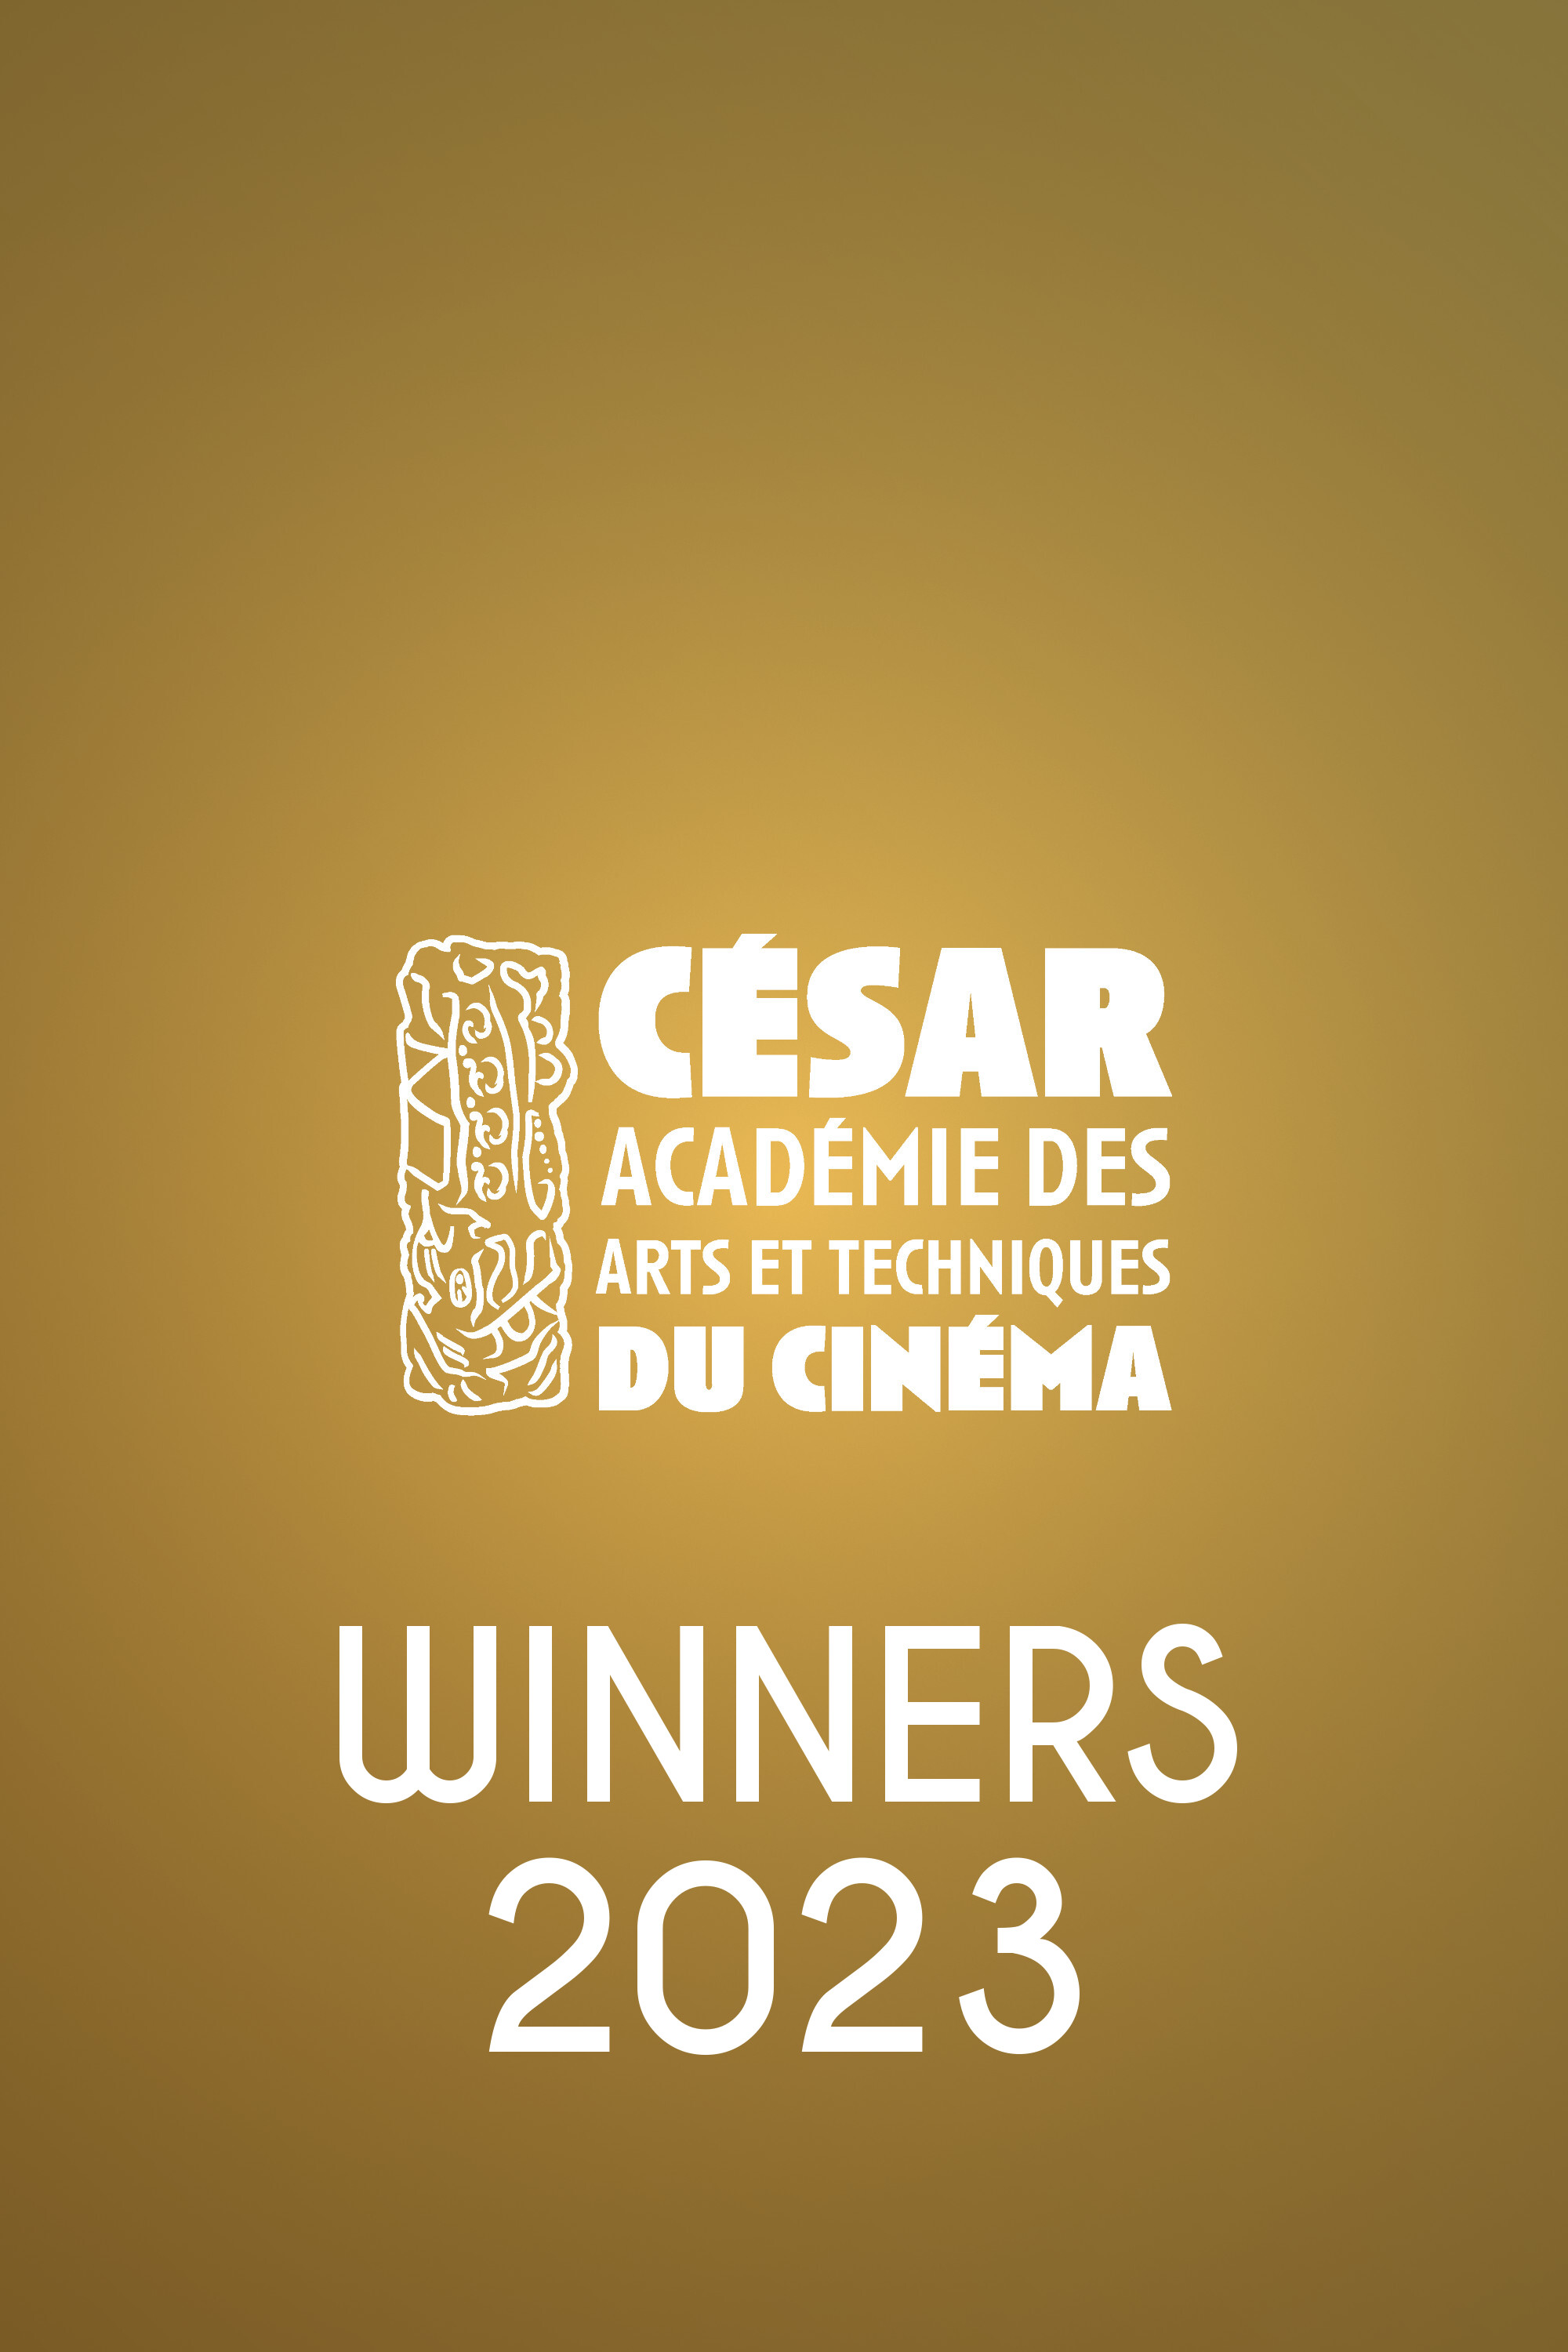 CÉSAR
ACADÉMIE DES
ARTS ET TECHNIQUES
DU CINÉMA
WINNERS
2023